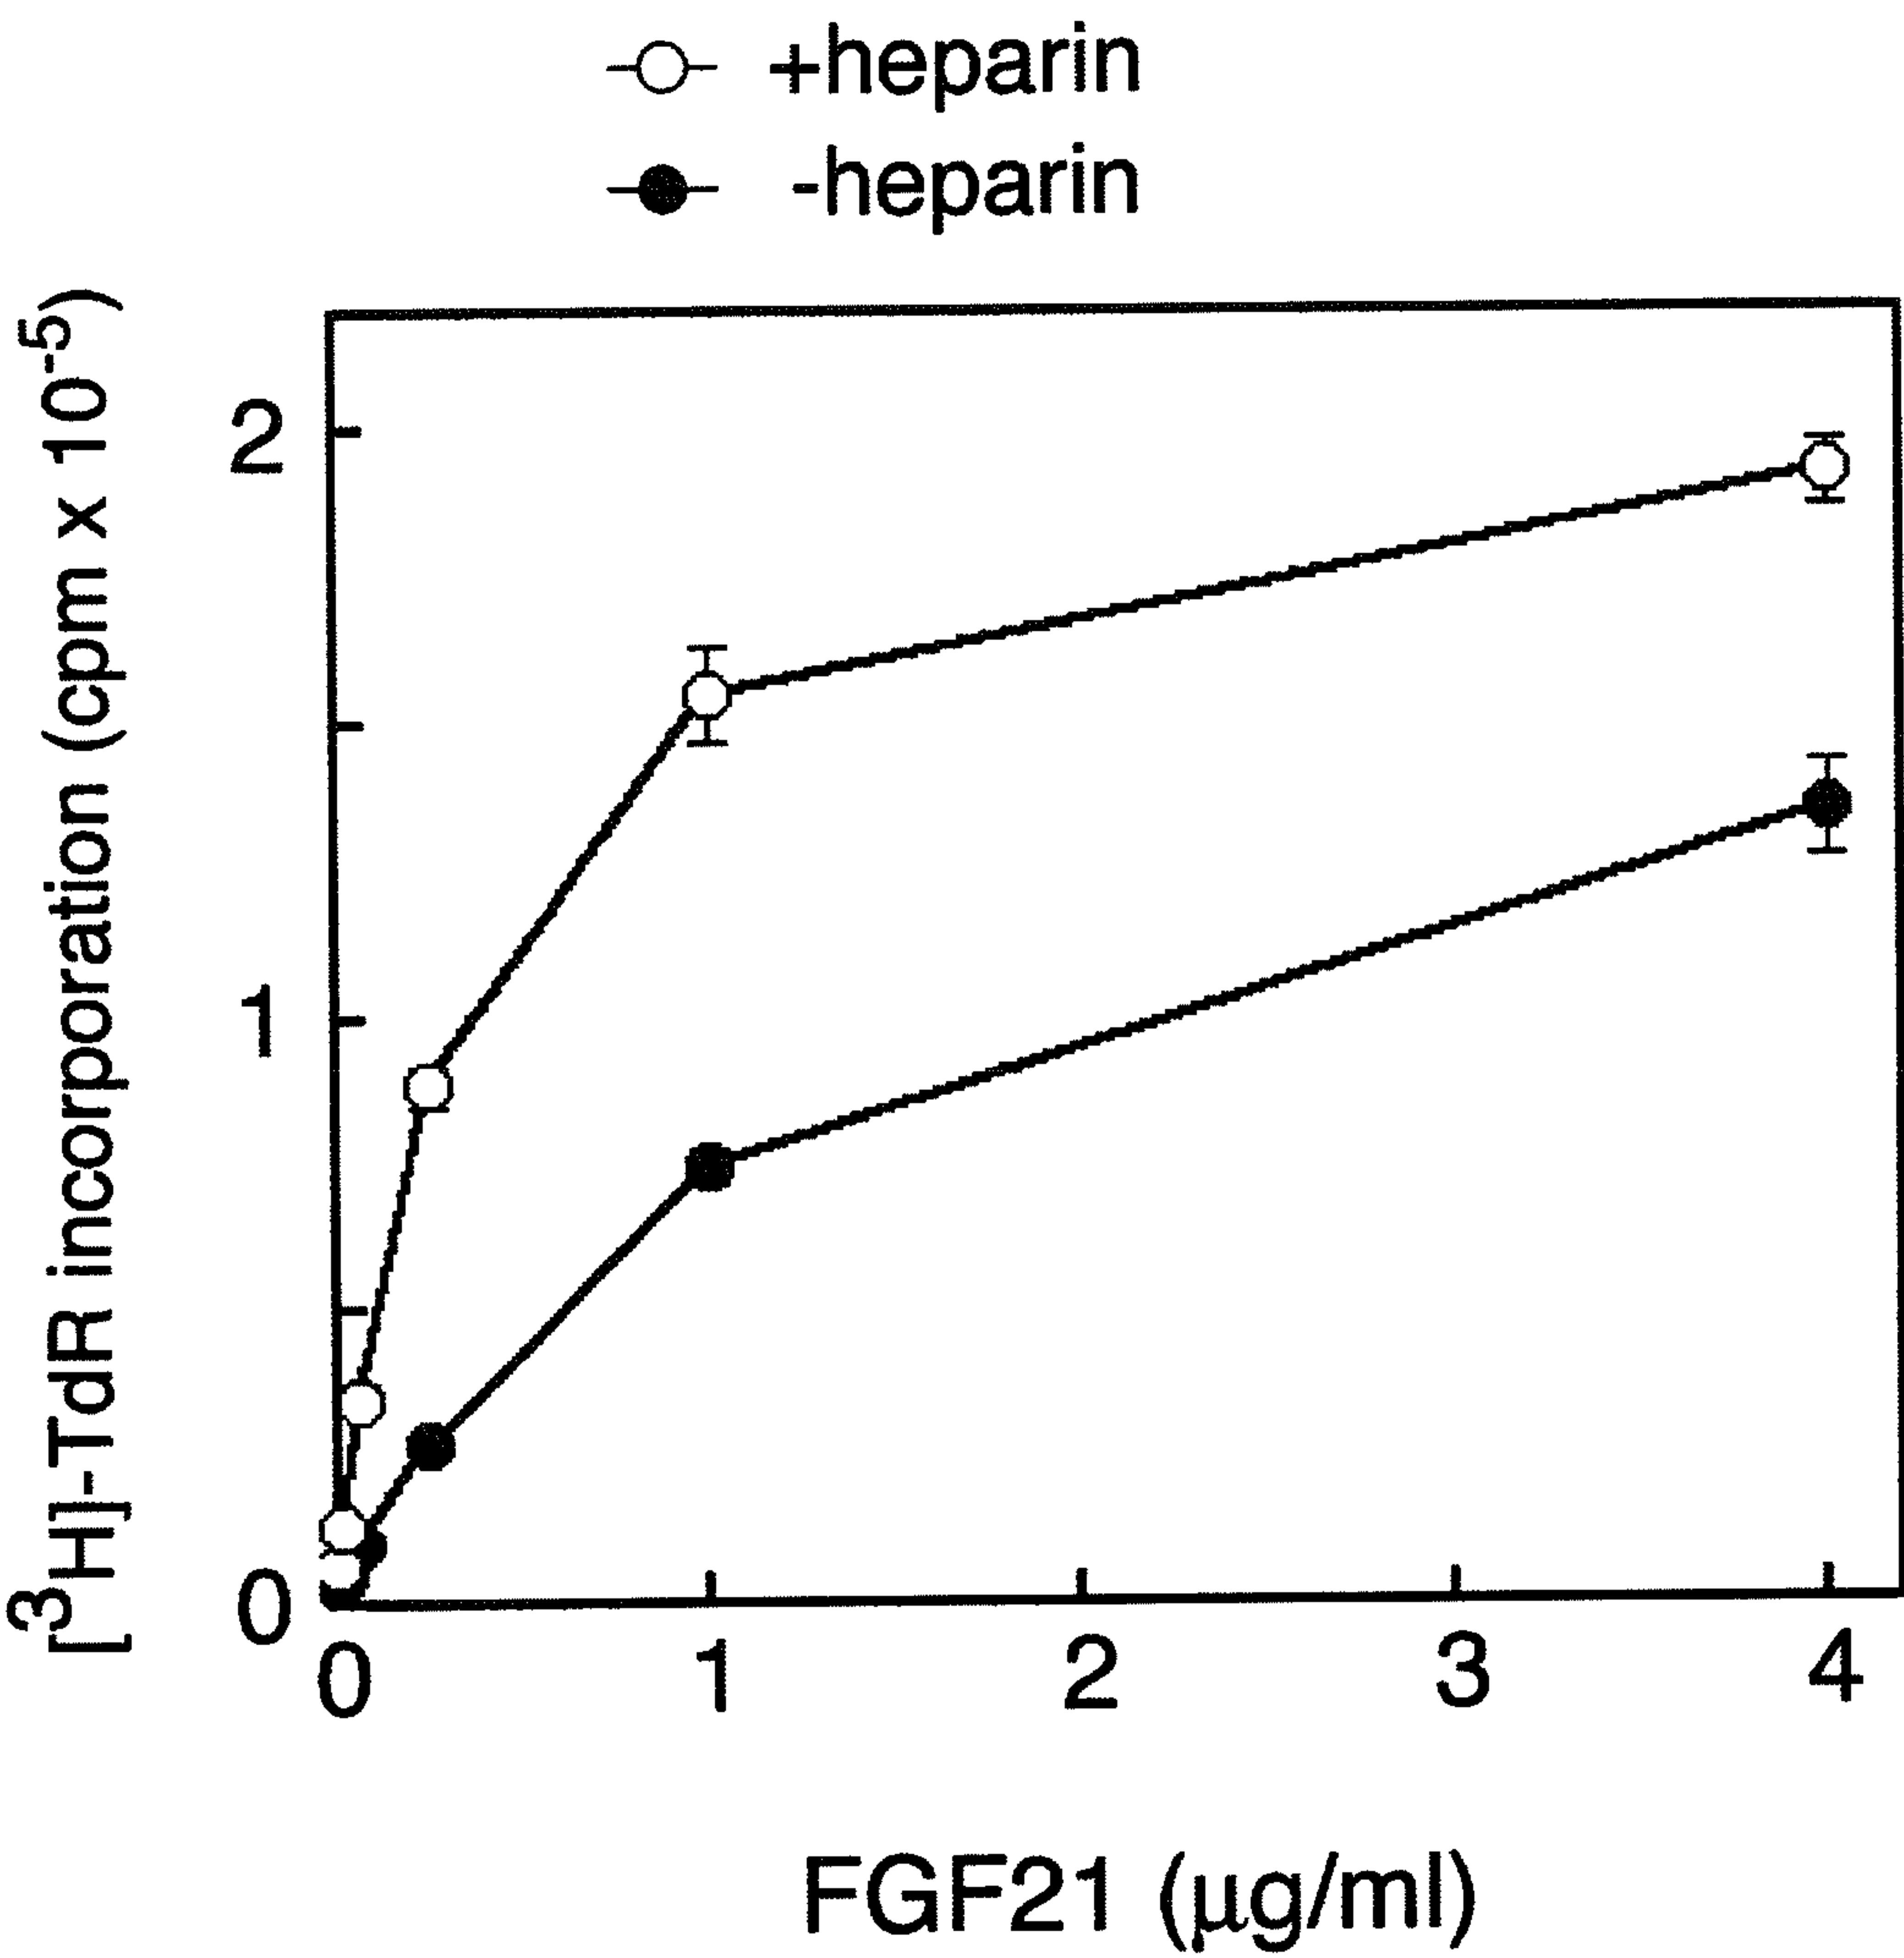 +heparin
-heparin
[³H]-TdR incorporation (cpm x 10⁻⁵)
2
1
0
0 1 2 3 4
FGF21 (μg/ml)